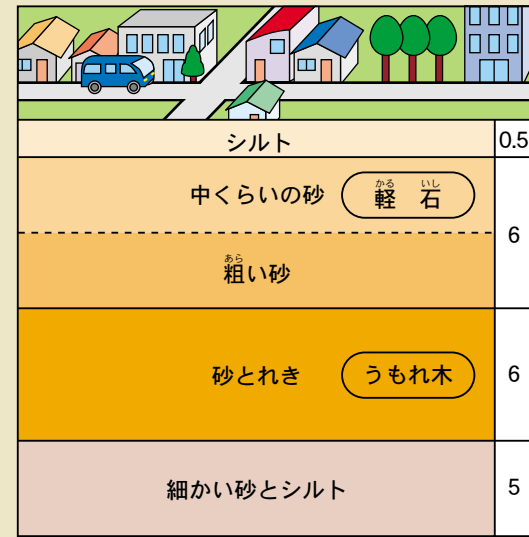 シルト 0.5
中くらいの砂 軽石 かるいし
6
粗い砂 あら
砂とれき うもれ木 6
細かい砂とシルト 5